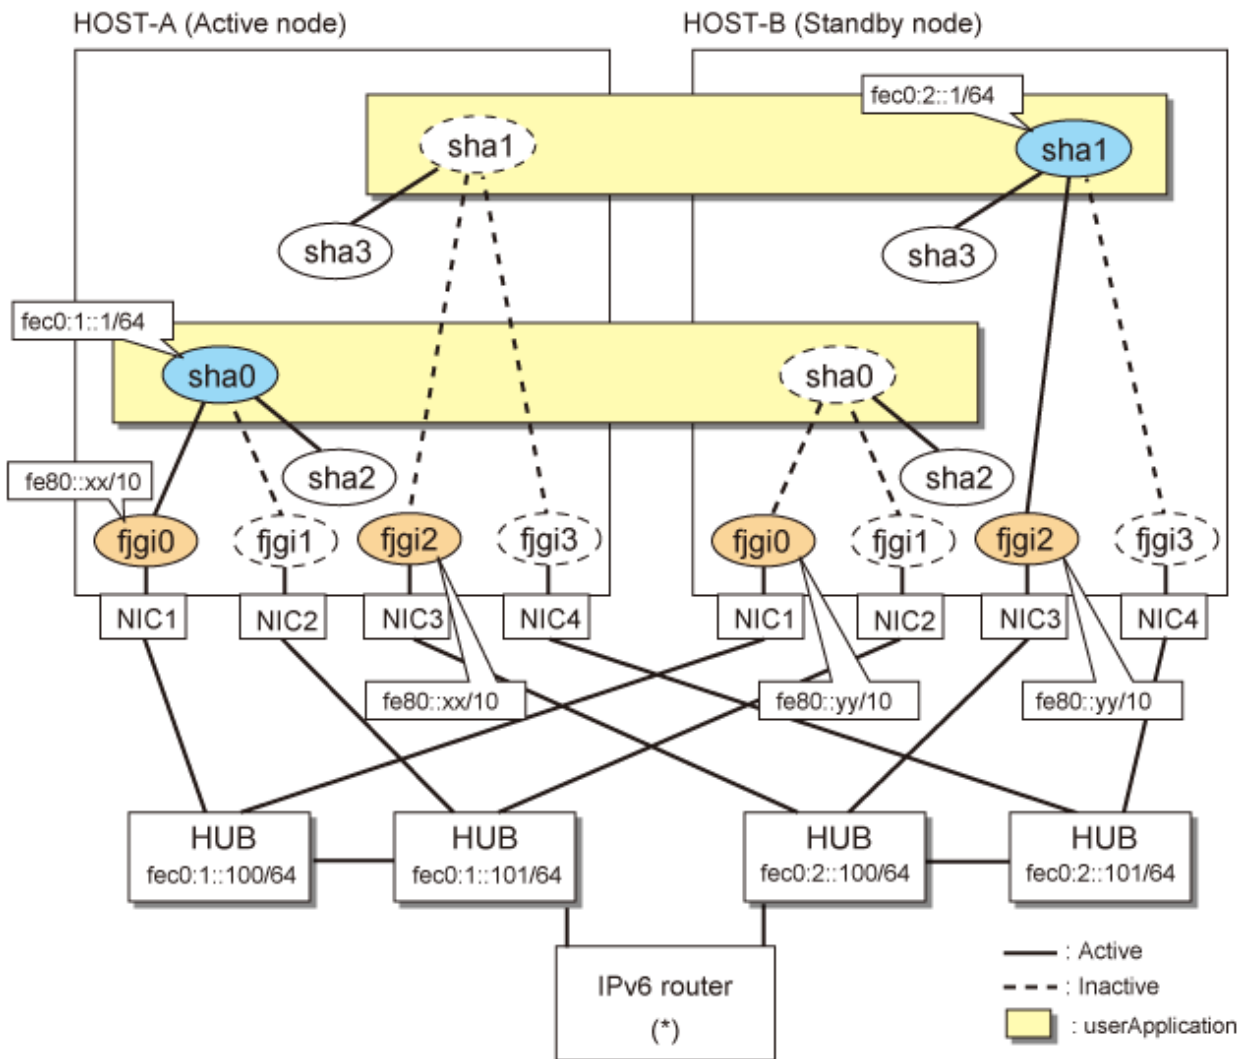 HOST-A (Active node)
HOST-B (Standby node)
fec0:2::1/64
sha1
sha1
sha3
sha3
fec0:1::1/64
sha0
sha0
sha2
sha2
fe80::xx/10
fjgi0
fjgi1
fjgi2
fjgi3
fjgi0
fjgi1
fjgi2
fjgi3
NIC1
NIC2
NIC3
NIC4
NIC1
NIC2
NIC3
NIC4
fe80::xx/10
fe80::yy/10
fe80::yy/10
HUB
fec0:1::100/64
HUB
fec0:1::101/64
HUB
fec0:2::100/64
HUB
fec0:2::101/64
IPv6 router
(*)
: Active
: Inactive
: userApplication